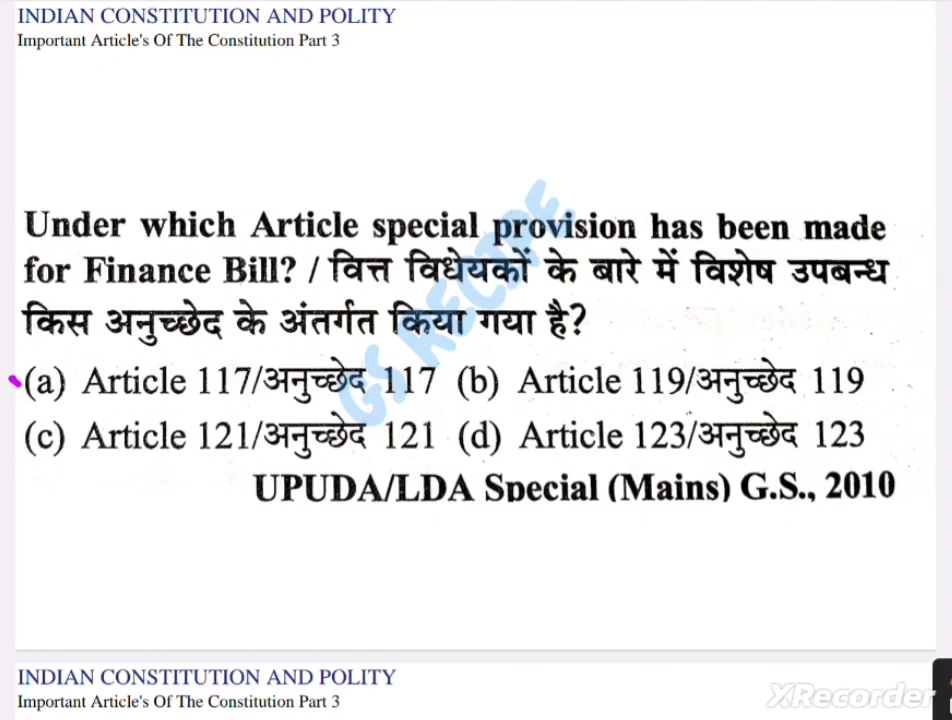 INDIAN CONSTITUTION AND POLITY
Important Article's Of The Constitution Part 3
Under which Article special provision has been made
for Finance Bill? / वित्त विधेयकों के बारे में विशेष उपबन्ध
किस अनुच्छेद के अंतर्गत किया गया है?
(a) Article 117/अनुच्छेद 117 (b) Article 119/अनुच्छेद 119
(c) Article 121/अनुच्छेद 121 (d) Article 123/अनुच्छेद 123
UPUDA/LDA Special (Mains) G.S., 2010
GS RECIPE
INDIAN CONSTITUTION AND POLITY
Important Article's Of The Constitution Part 3
XRecorder